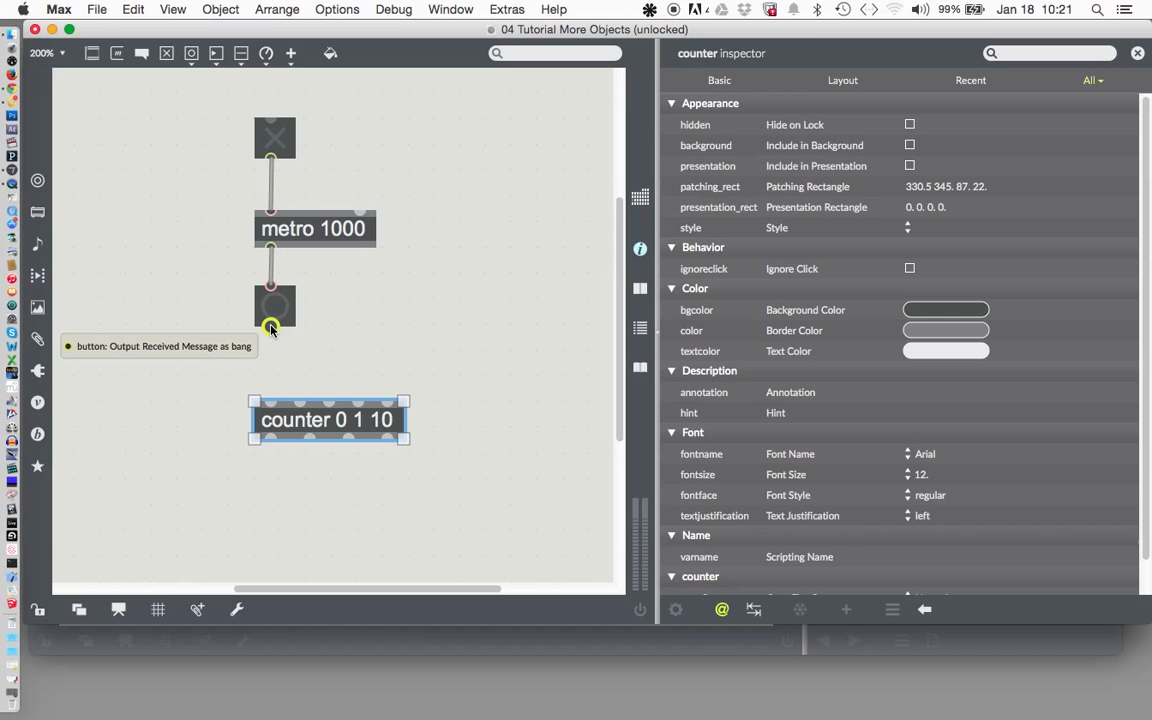 Max File Edit View Object Arrange Options Debug Window Extras Help 4 99% Jan 18 10:21
04 Tutorial More Objects (unlocked)
200%
counter inspector
Basic Layout Recent All
Appearance
hidden Hide on Lock
background Include in Background
presentation Include in Presentation
patching_rect Patching Rectangle 330.5 345. 87. 22.
presentation_rect Presentation Rectangle 0. 0. 0. 0.
style Style
Behavior
ignoreclick Ignore Click
Color
bgcolor Background Color
color Border Color
textcolor Text Color
Description
annotation Annotation
hint Hint
Font
fontname Font Name Arial
fontsize Font Size 12.
fontface Font Style regular
textjustification Text Justification left
Name
varname Scripting Name
counter
metro 1000
button: Output Received Message as bang
counter 0 1 10